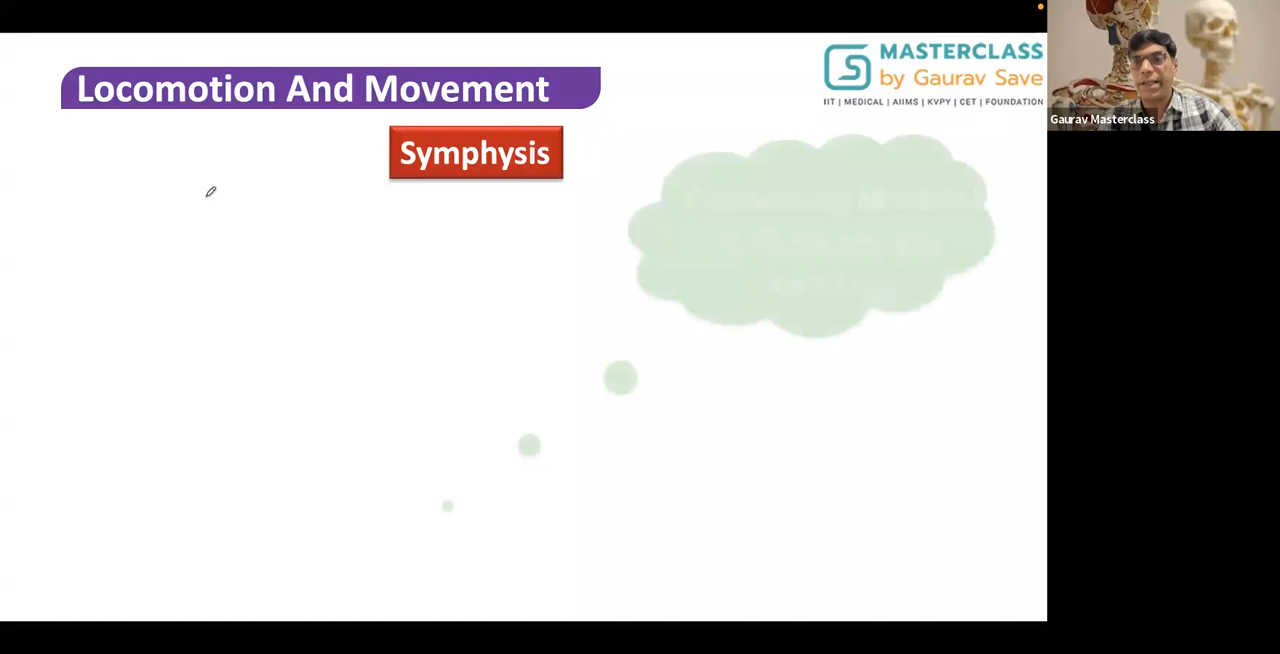 Locomotion And Movement
MASTERCLASS
by Gaurav Save
IIT | MEDICAL | AIIMS | KVPY | CET | FOUNDATION
Symphysis
Gaurav Masterclass